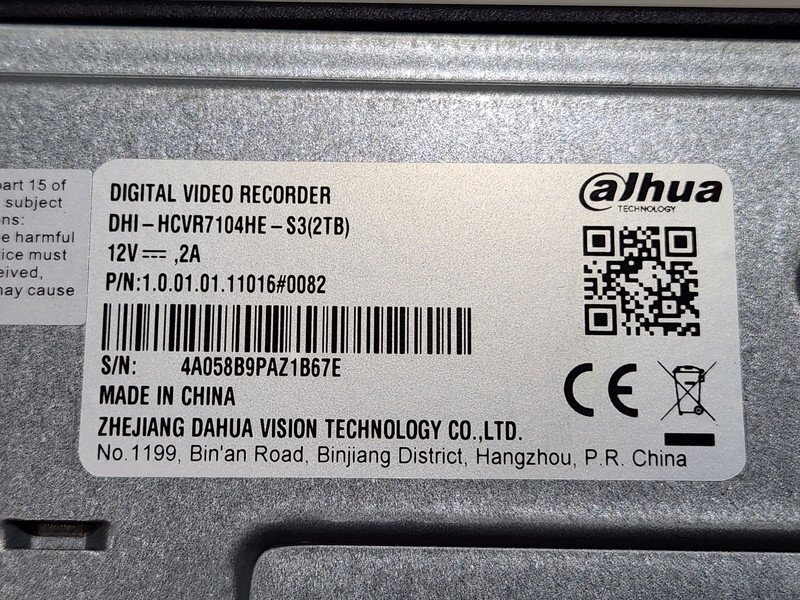 part 15 of
subject
ns:
e harmful
ice must
eived,
may cause
DIGITAL VIDEO RECORDER
DHI-HCVR7104HE-S3(2TB)
12V ⎓ ,2A
P/N:1.0.01.01.11016#0082
S/N: 4A058B9PAZ1B67E
MADE IN CHINA
ZHEJIANG DAHUA VISION TECHNOLOGY CO.,LTD.
No.1199, Bin'an Road, Binjiang District, Hangzhou, P.R. China
alhua
TECHNOLOGY
CE